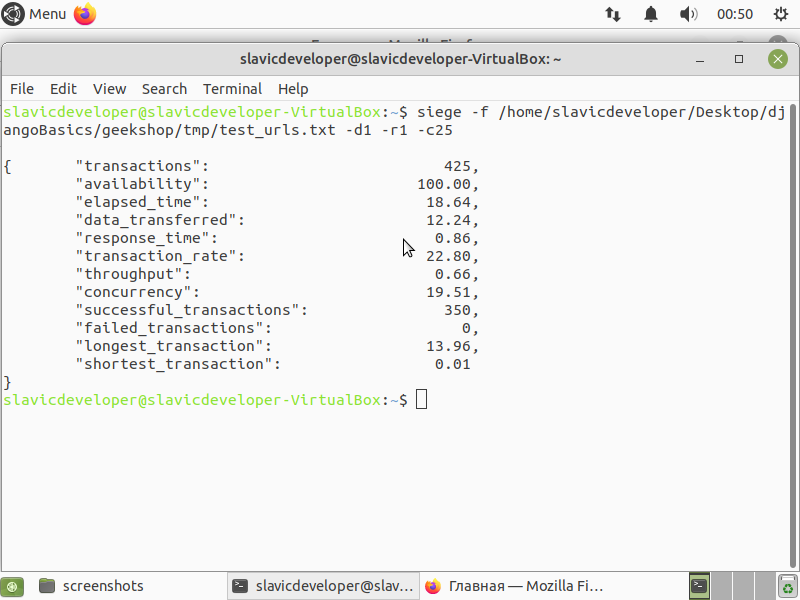 Menu 00:50
slavicdeveloper@slavicdeveloper-VirtualBox: ~
File Edit View Search Terminal Help
slavicdeveloper@slavicdeveloper-VirtualBox:~$ siege -f /home/slavicdeveloper/Desktop/dj
angoBasics/geekshop/tmp/test_urls.txt -d1 -r1 -c25
{ "transactions": 425,
"availability": 100.00,
"elapsed_time": 18.64,
"data_transferred": 12.24,
"response_time": 0.86,
"transaction_rate": 22.80,
"throughput": 0.66,
"concurrency": 19.51,
"successful_transactions": 350,
"failed_transactions": 0,
"longest_transaction": 13.96,
"shortest_transaction": 0.01
}
slavicdeveloper@slavicdeveloper-VirtualBox:~$
screenshots slavicdeveloper@slav... Главная — Mozilla Fi...